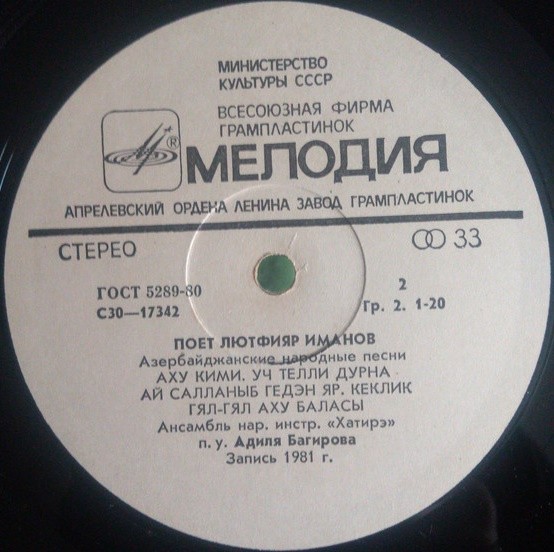 МИНИСТЕРСТВО
КУЛЬТУРЫ СССР
ВСЕСОЮЗНАЯ ФИРМА
ГРАМПЛАСТИНОК
® МЕЛОДИЯ
АПРЕЛЕВСКИЙ ОРДЕНА ЛЕНИНА ЗАВОД ГРАМПЛАСТИНОК
СТЕРЕО
33
ГОСТ 5289-80
С30—17342
2
Гр. 2. 1-20
ПОЕТ ЛЮТФИЯР ИМАНОВ
Азербайджанские народные песни
АХУ КИМИ. УЧ ТЕЛЛИ ДУРНА
АЙ САЛЛАНЫБ ГЕДЭН ЯР. КЕКЛИК
ГЯЛ-ГЯЛ АХУ БАЛАСЫ
Ансамбль нар. инстр. «Хатирэ»
п. у. Адиля Багирова
Запись 1981 г.